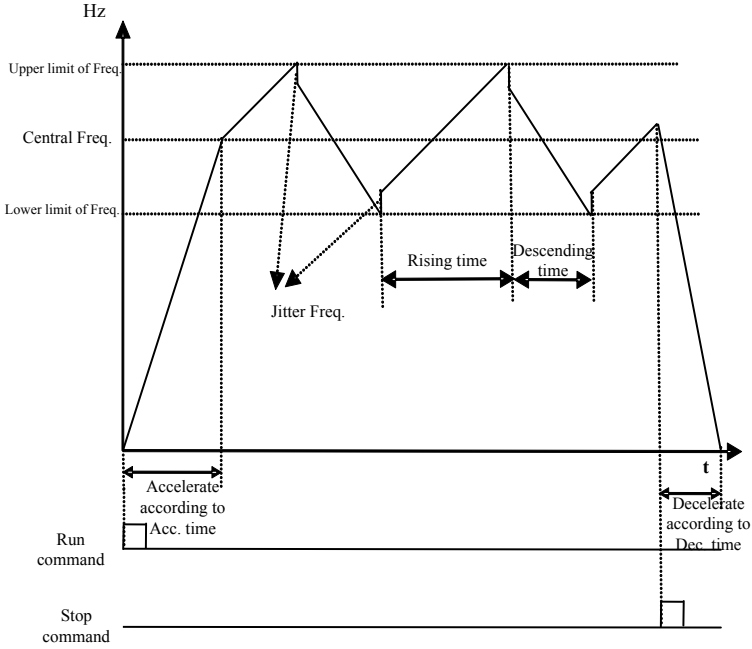 Hz
Upper limit of Freq.
Central Freq.
Lower limit of Freq.
Rising time
Descending
time
Jitter Freq.
t
Accelerate
according to
Acc. time
Decelerate
according to
Dec. time
Run
command
Stop
command